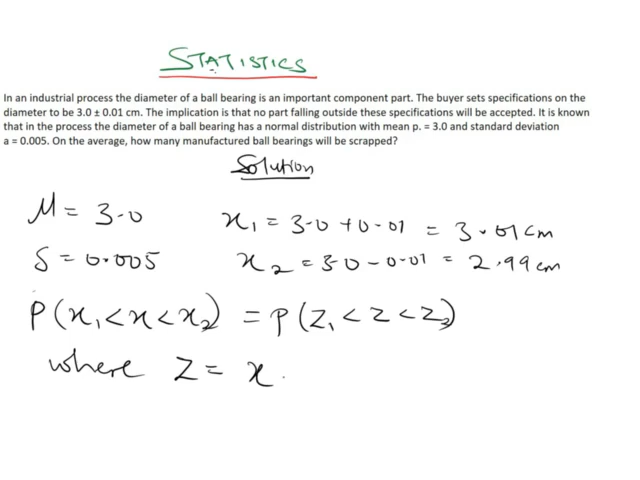 STATISTICS
In an industrial process the diameter of a ball bearing is an important component part. The buyer sets specifications on the
diameter to be 3.0 ± 0.01 cm. The implication is that no part falling outside these specifications will be accepted. It is known
that in the process the diameter of a ball bearing has a normal distribution with mean p. = 3.0 and standard deviation
a = 0.005. On the average, how many manufactured ball bearings will be scrapped?
Solution
M = 3.0 x₁ = 3.0 + 0.01 = 3.01 cm
S = 0.005 x₂ = 3.0 - 0.01 = 2.99 cm
P(x₁ < x < x₂) = P(Z₁ < Z < Z₂)
where Z = x